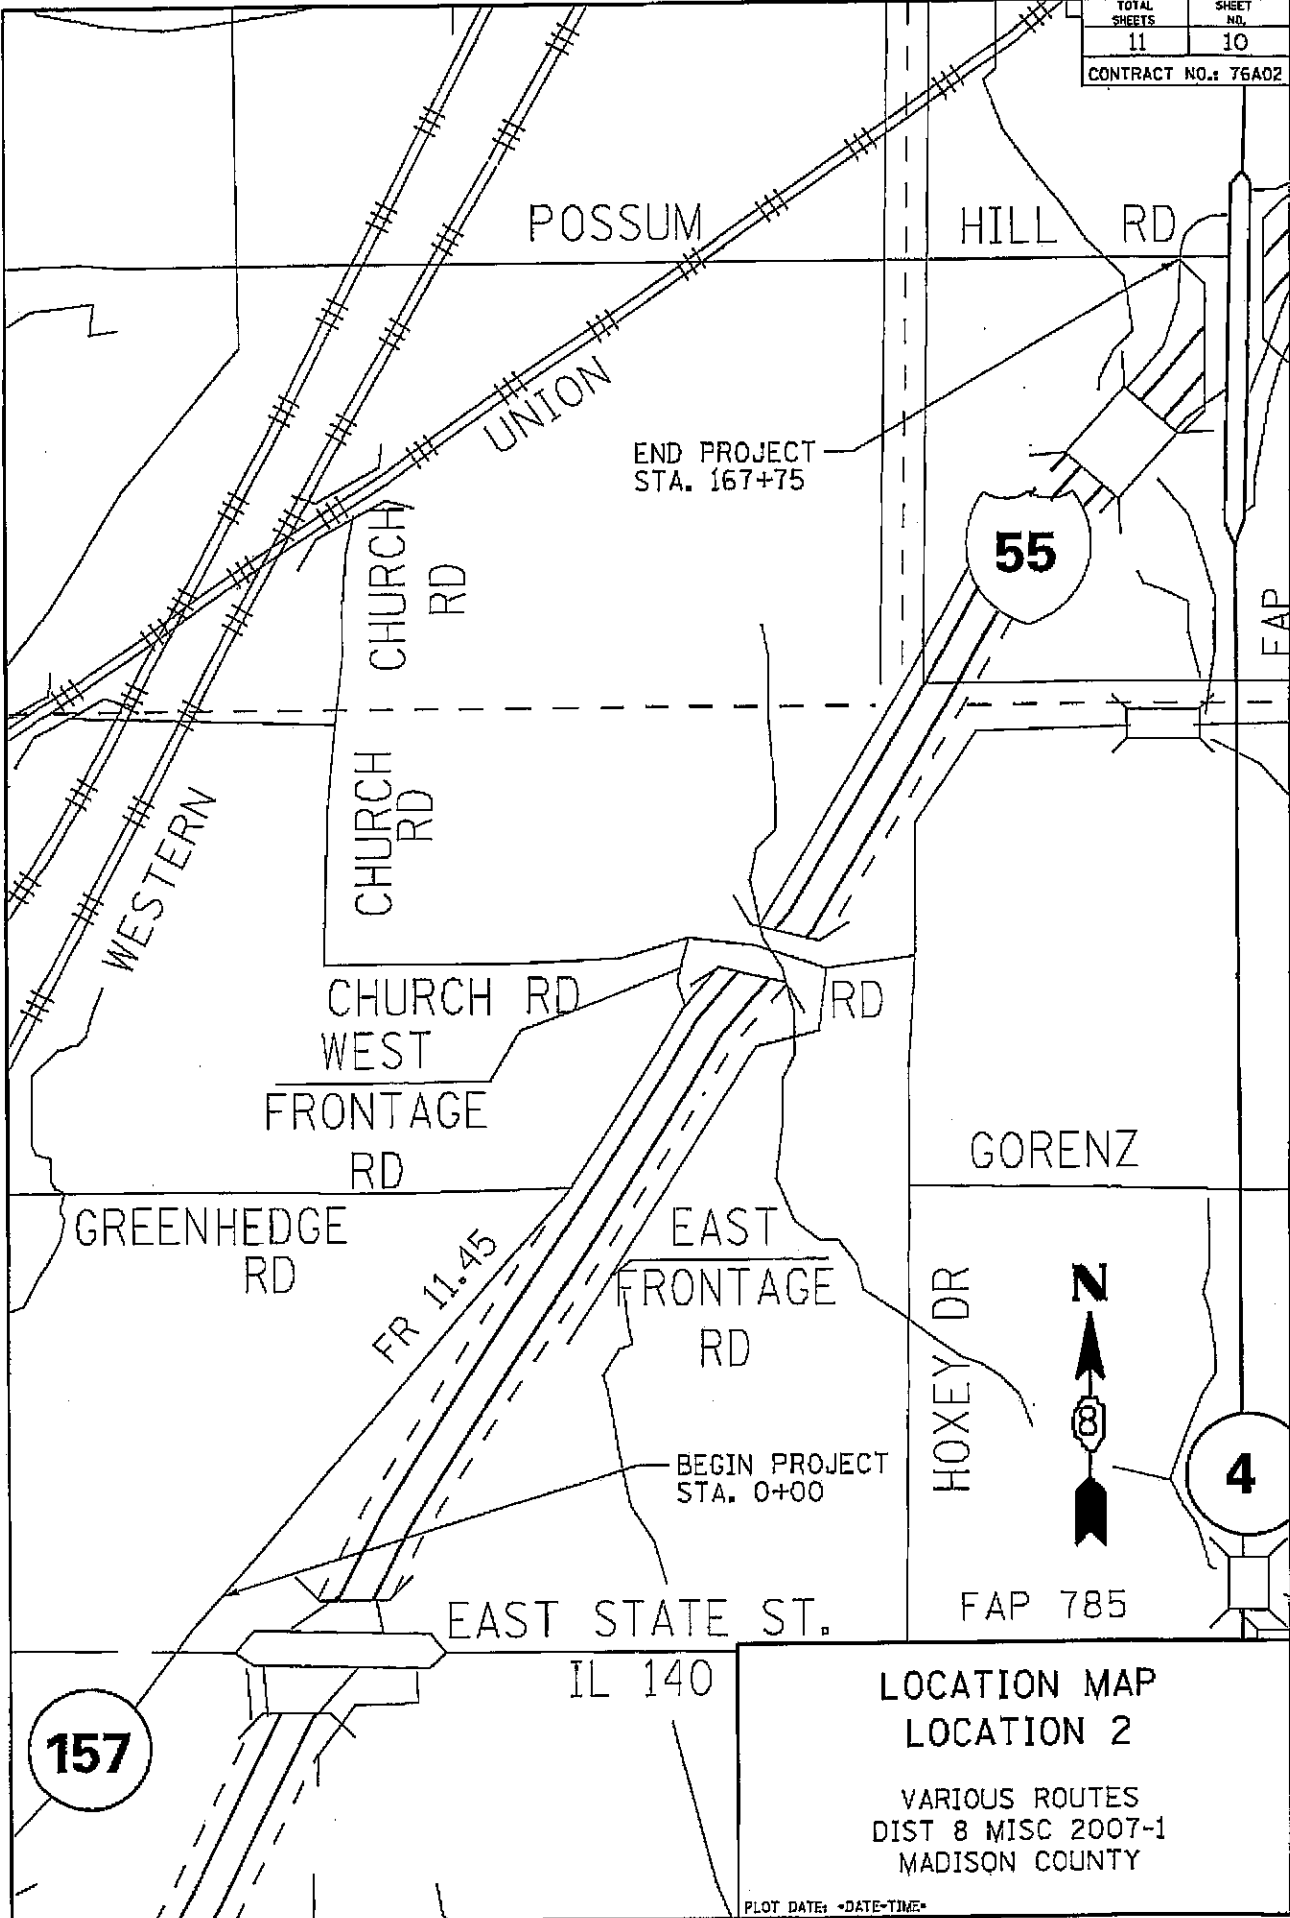 TOTAL SHEETS
SHEET NO.
11
10
CONTRACT NO.: 76A02
POSSUM HILL RD
UNION
END PROJECT
STA. 167+75
55
CHURCH
RD
FAP
CHURCH
RD
WESTERN
CHURCH RD
RD
WEST
FRONTAGE
RD
GORENZ
GREENHEDGE
RD
EAST
FRONTAGE
RD
FR 11.45
HOXEY DR
N
8
BEGIN PROJECT
STA. 0+00
4
EAST STATE ST.
FAP 785
IL 140
157
LOCATION MAP
LOCATION 2
VARIOUS ROUTES
DIST 8 MISC 2007-1
MADISON COUNTY
PLOT DATE: •DATE-TIME•